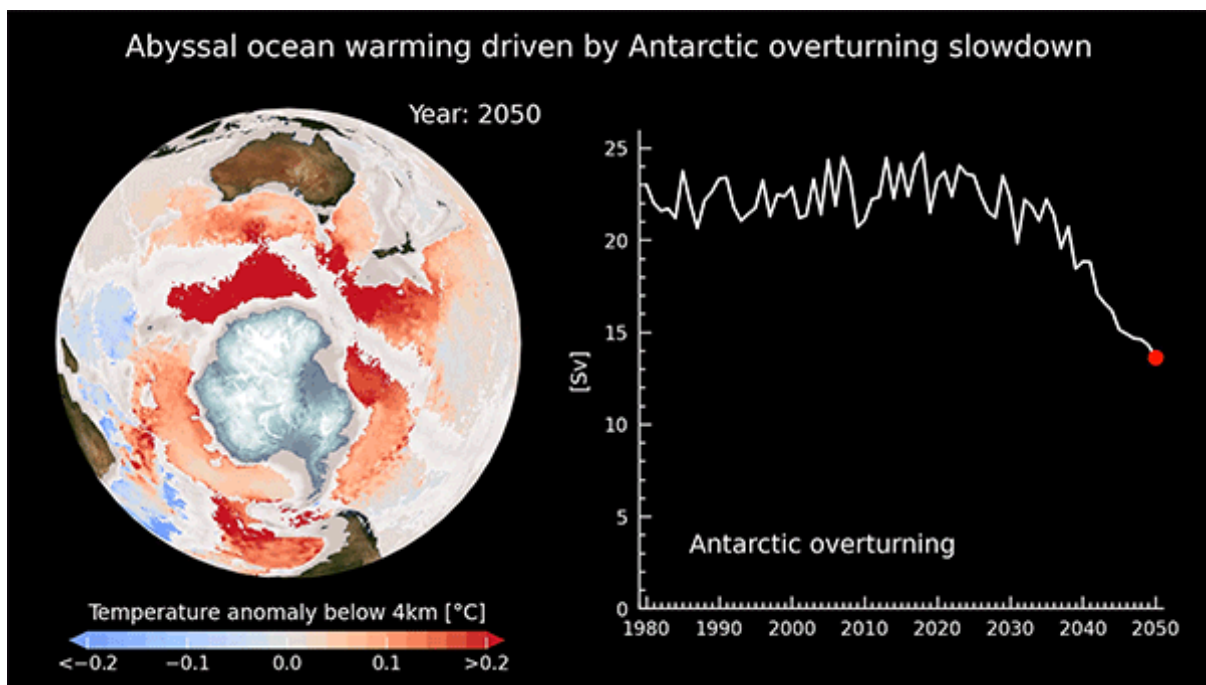 Abyssal ocean warming driven by Antarctic overturning slowdown
Year: 2050
Temperature anomaly below 4km [°C]
<−0.2 −0.1 0.0 0.1 >0.2
[Sv]
25
20
15
10
5
0
Antarctic overturning
1980 1990 2000 2010 2020 2030 2040 2050